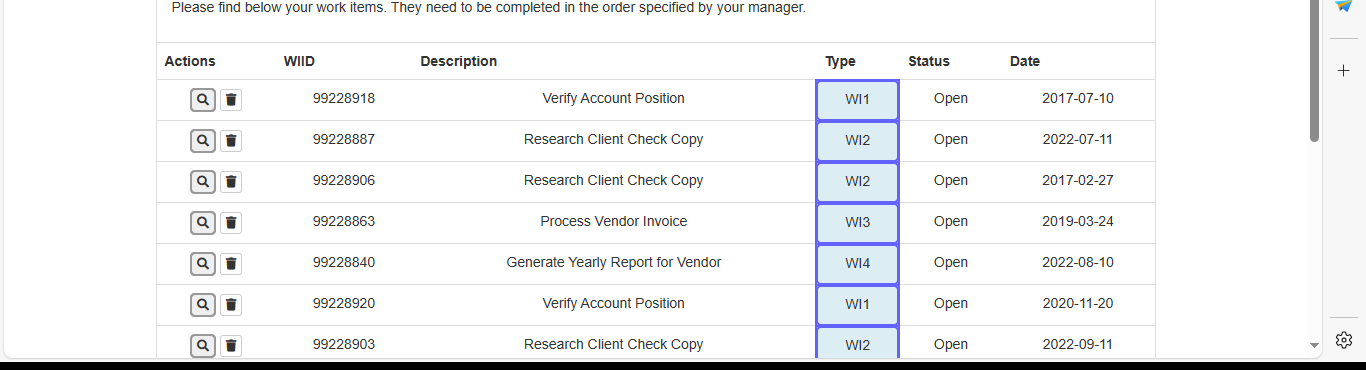 Please find below your work items. They need to be completed in the order specified by your manager.
Actions WIID Description Type Status Date
99228918 Verify Account Position WI1 Open 2017-07-10
99228887 Research Client Check Copy WI2 Open 2022-07-11
99228906 Research Client Check Copy WI2 Open 2017-02-27
99228863 Process Vendor Invoice WI3 Open 2019-03-24
99228840 Generate Yearly Report for Vendor WI4 Open 2022-08-10
99228920 Verify Account Position WI1 Open 2020-11-20
99228903 Research Client Check Copy WI2 Open 2022-09-11